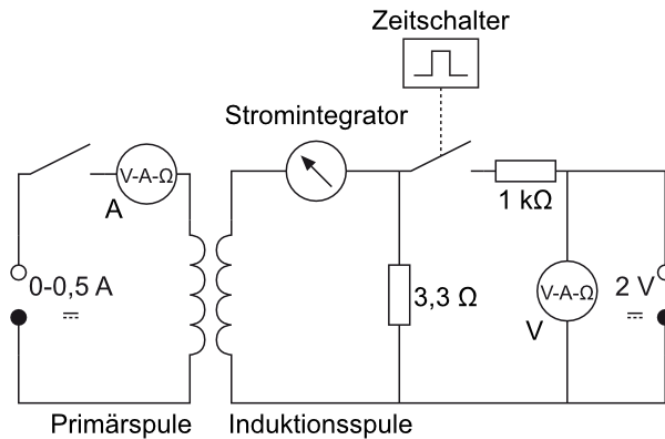 Zeitschalter
Stromintegrator
V-A-Ω
A
1 kΩ
0-0,5 A
3,3 Ω
V-A-Ω
V
2 V
Primärspule
Induktionsspule